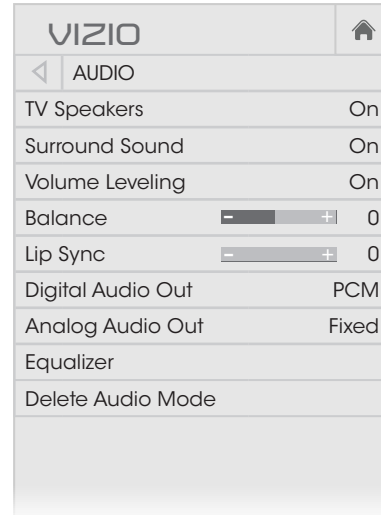 VIZIO
AUDIO
TV Speakers On
Surround Sound On
Volume Leveling On
Balance - + 0
Lip Sync - + 0
Digital Audio Out PCM
Analog Audio Out Fixed
Equalizer
Delete Audio Mode